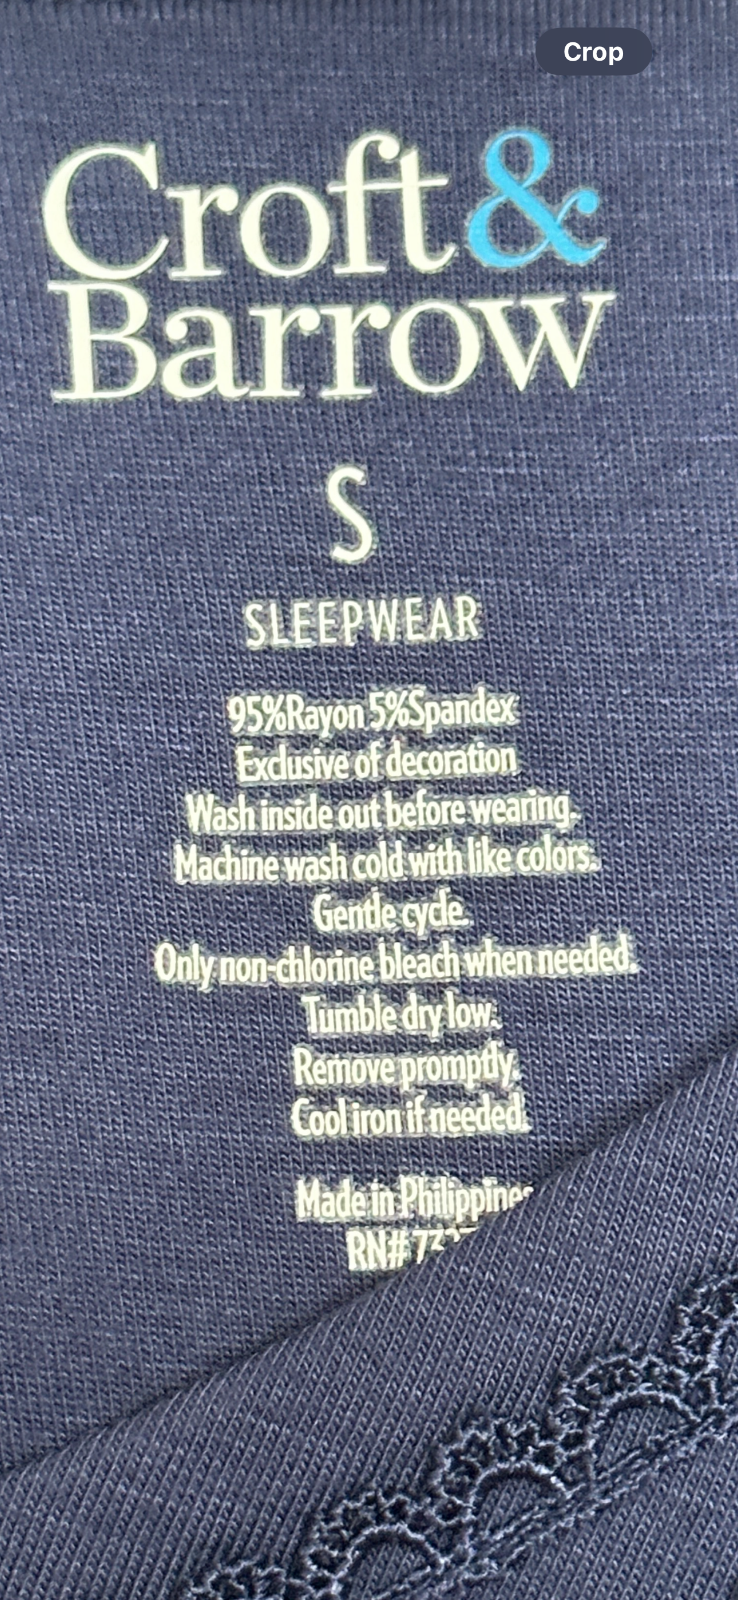 Crop
Croft &
Barrow
S
SLEEPWEAR
95%Rayon 5%Spandex
Exclusive of decoration
Wash inside out before wearing.
Machine wash cold with like colors.
Gentle cycle.
Only non-chlorine bleach when needed.
Tumble dry low.
Remove promptly.
Cool iron if needed.
Made in Philippines
RN#